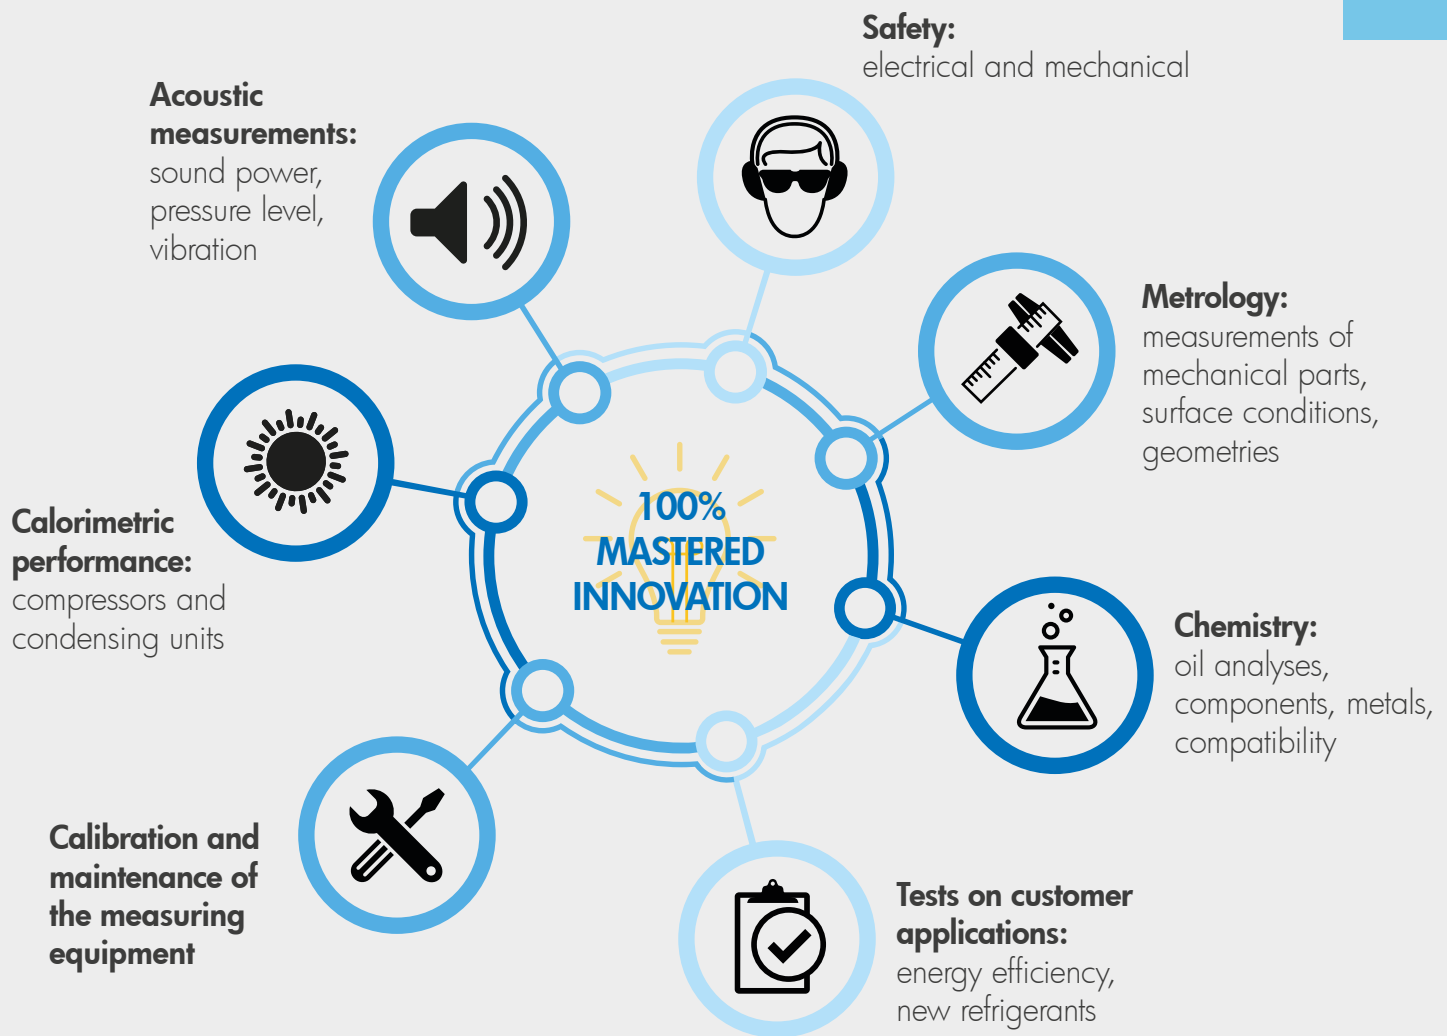 Safety:
electrical and mechanical
Acoustic
measurements:
sound power,
pressure level,
vibration
Metrology:
measurements of
mechanical parts,
surface conditions,
geometries
100%
MASTERED
INNOVATION
Calorimetric
performance:
compressors and
condensing units
Chemistry:
oil analyses,
components, metals,
compatibility
Calibration and
maintenance of
the measuring
equipment
Tests on customer
applications:
energy efficiency,
new refrigerants